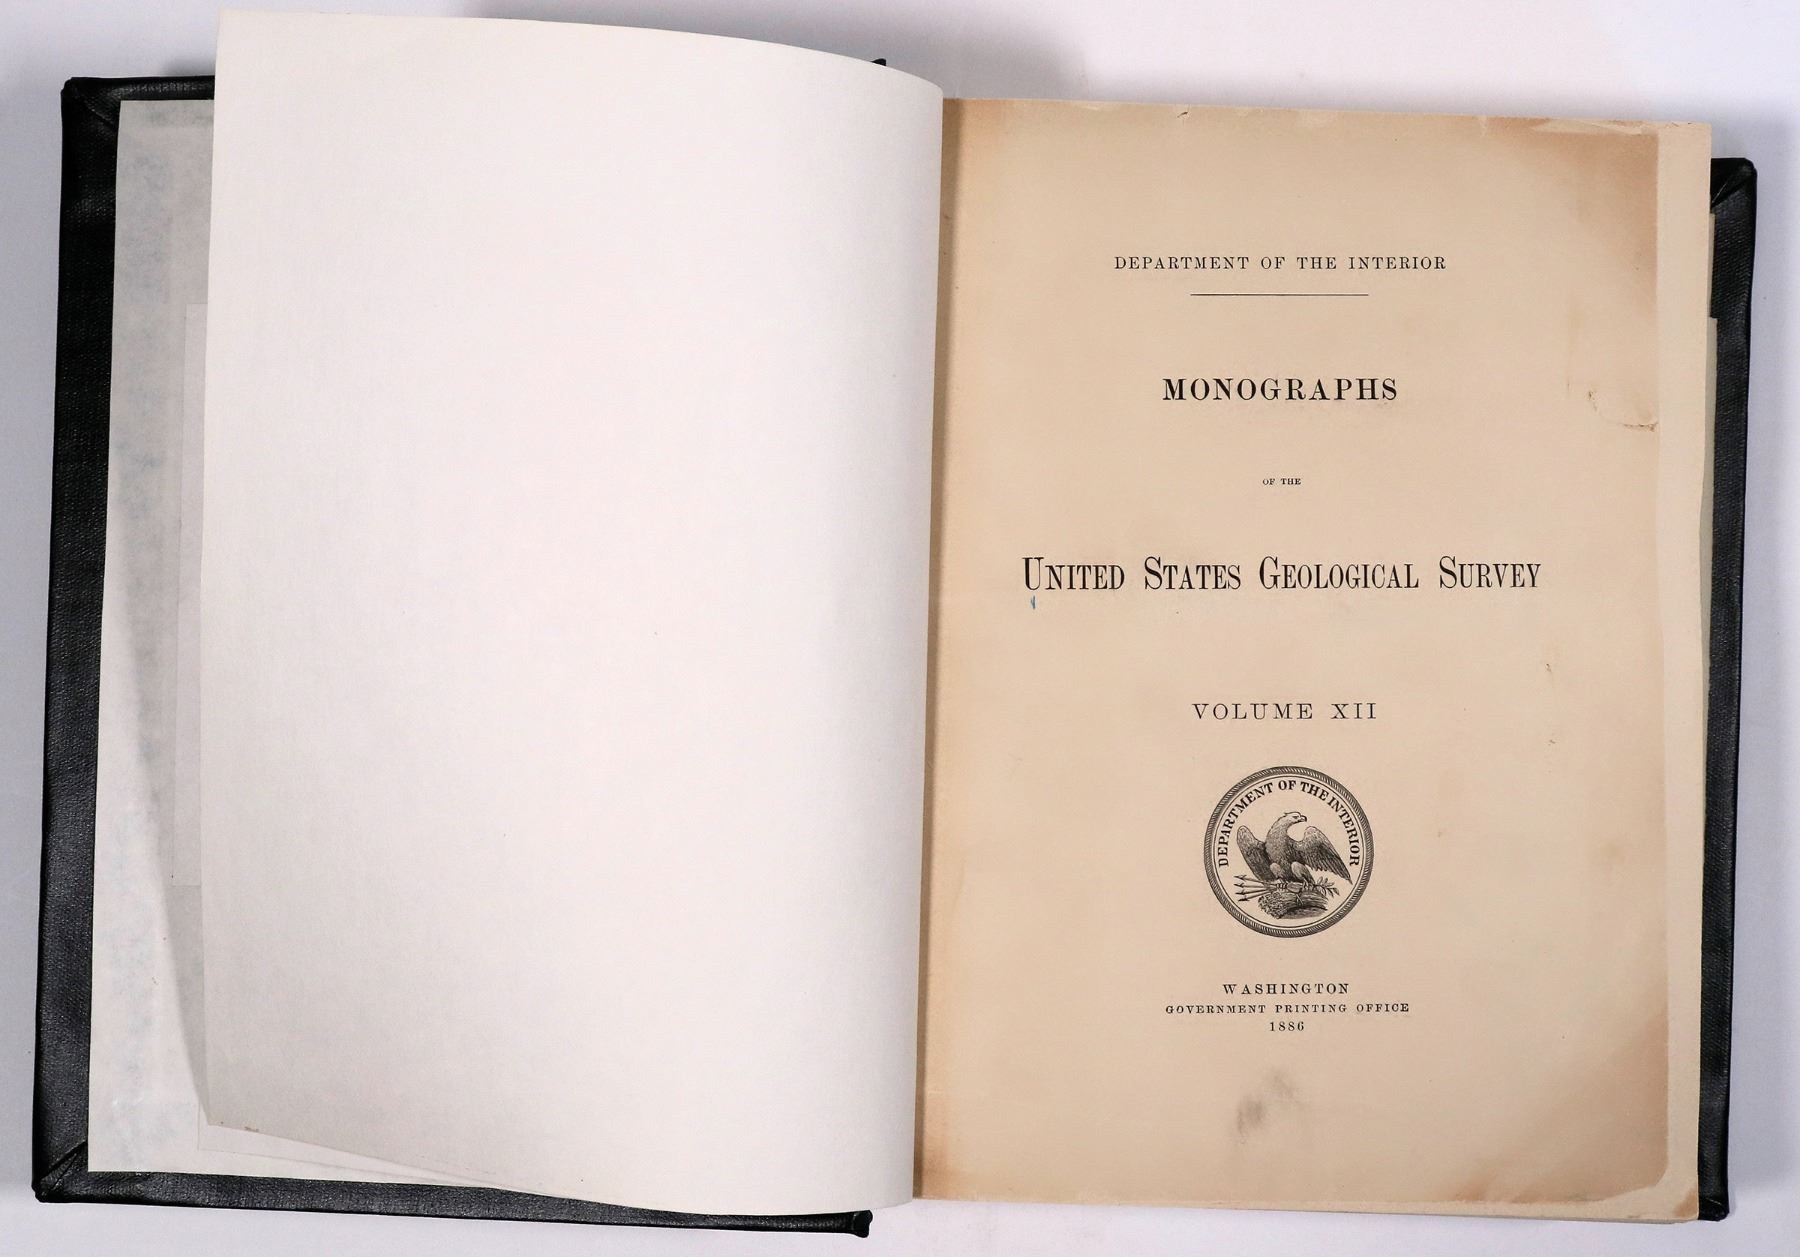 DEPARTMENT OF THE INTERIOR
MONOGRAPHS
OF THE
UNITED STATES GEOLOGICAL SURVEY
VOLUME XII
DEPARTMENT OF THE INTERIOR
WASHINGTON
GOVERNMENT PRINTING OFFICE
1886